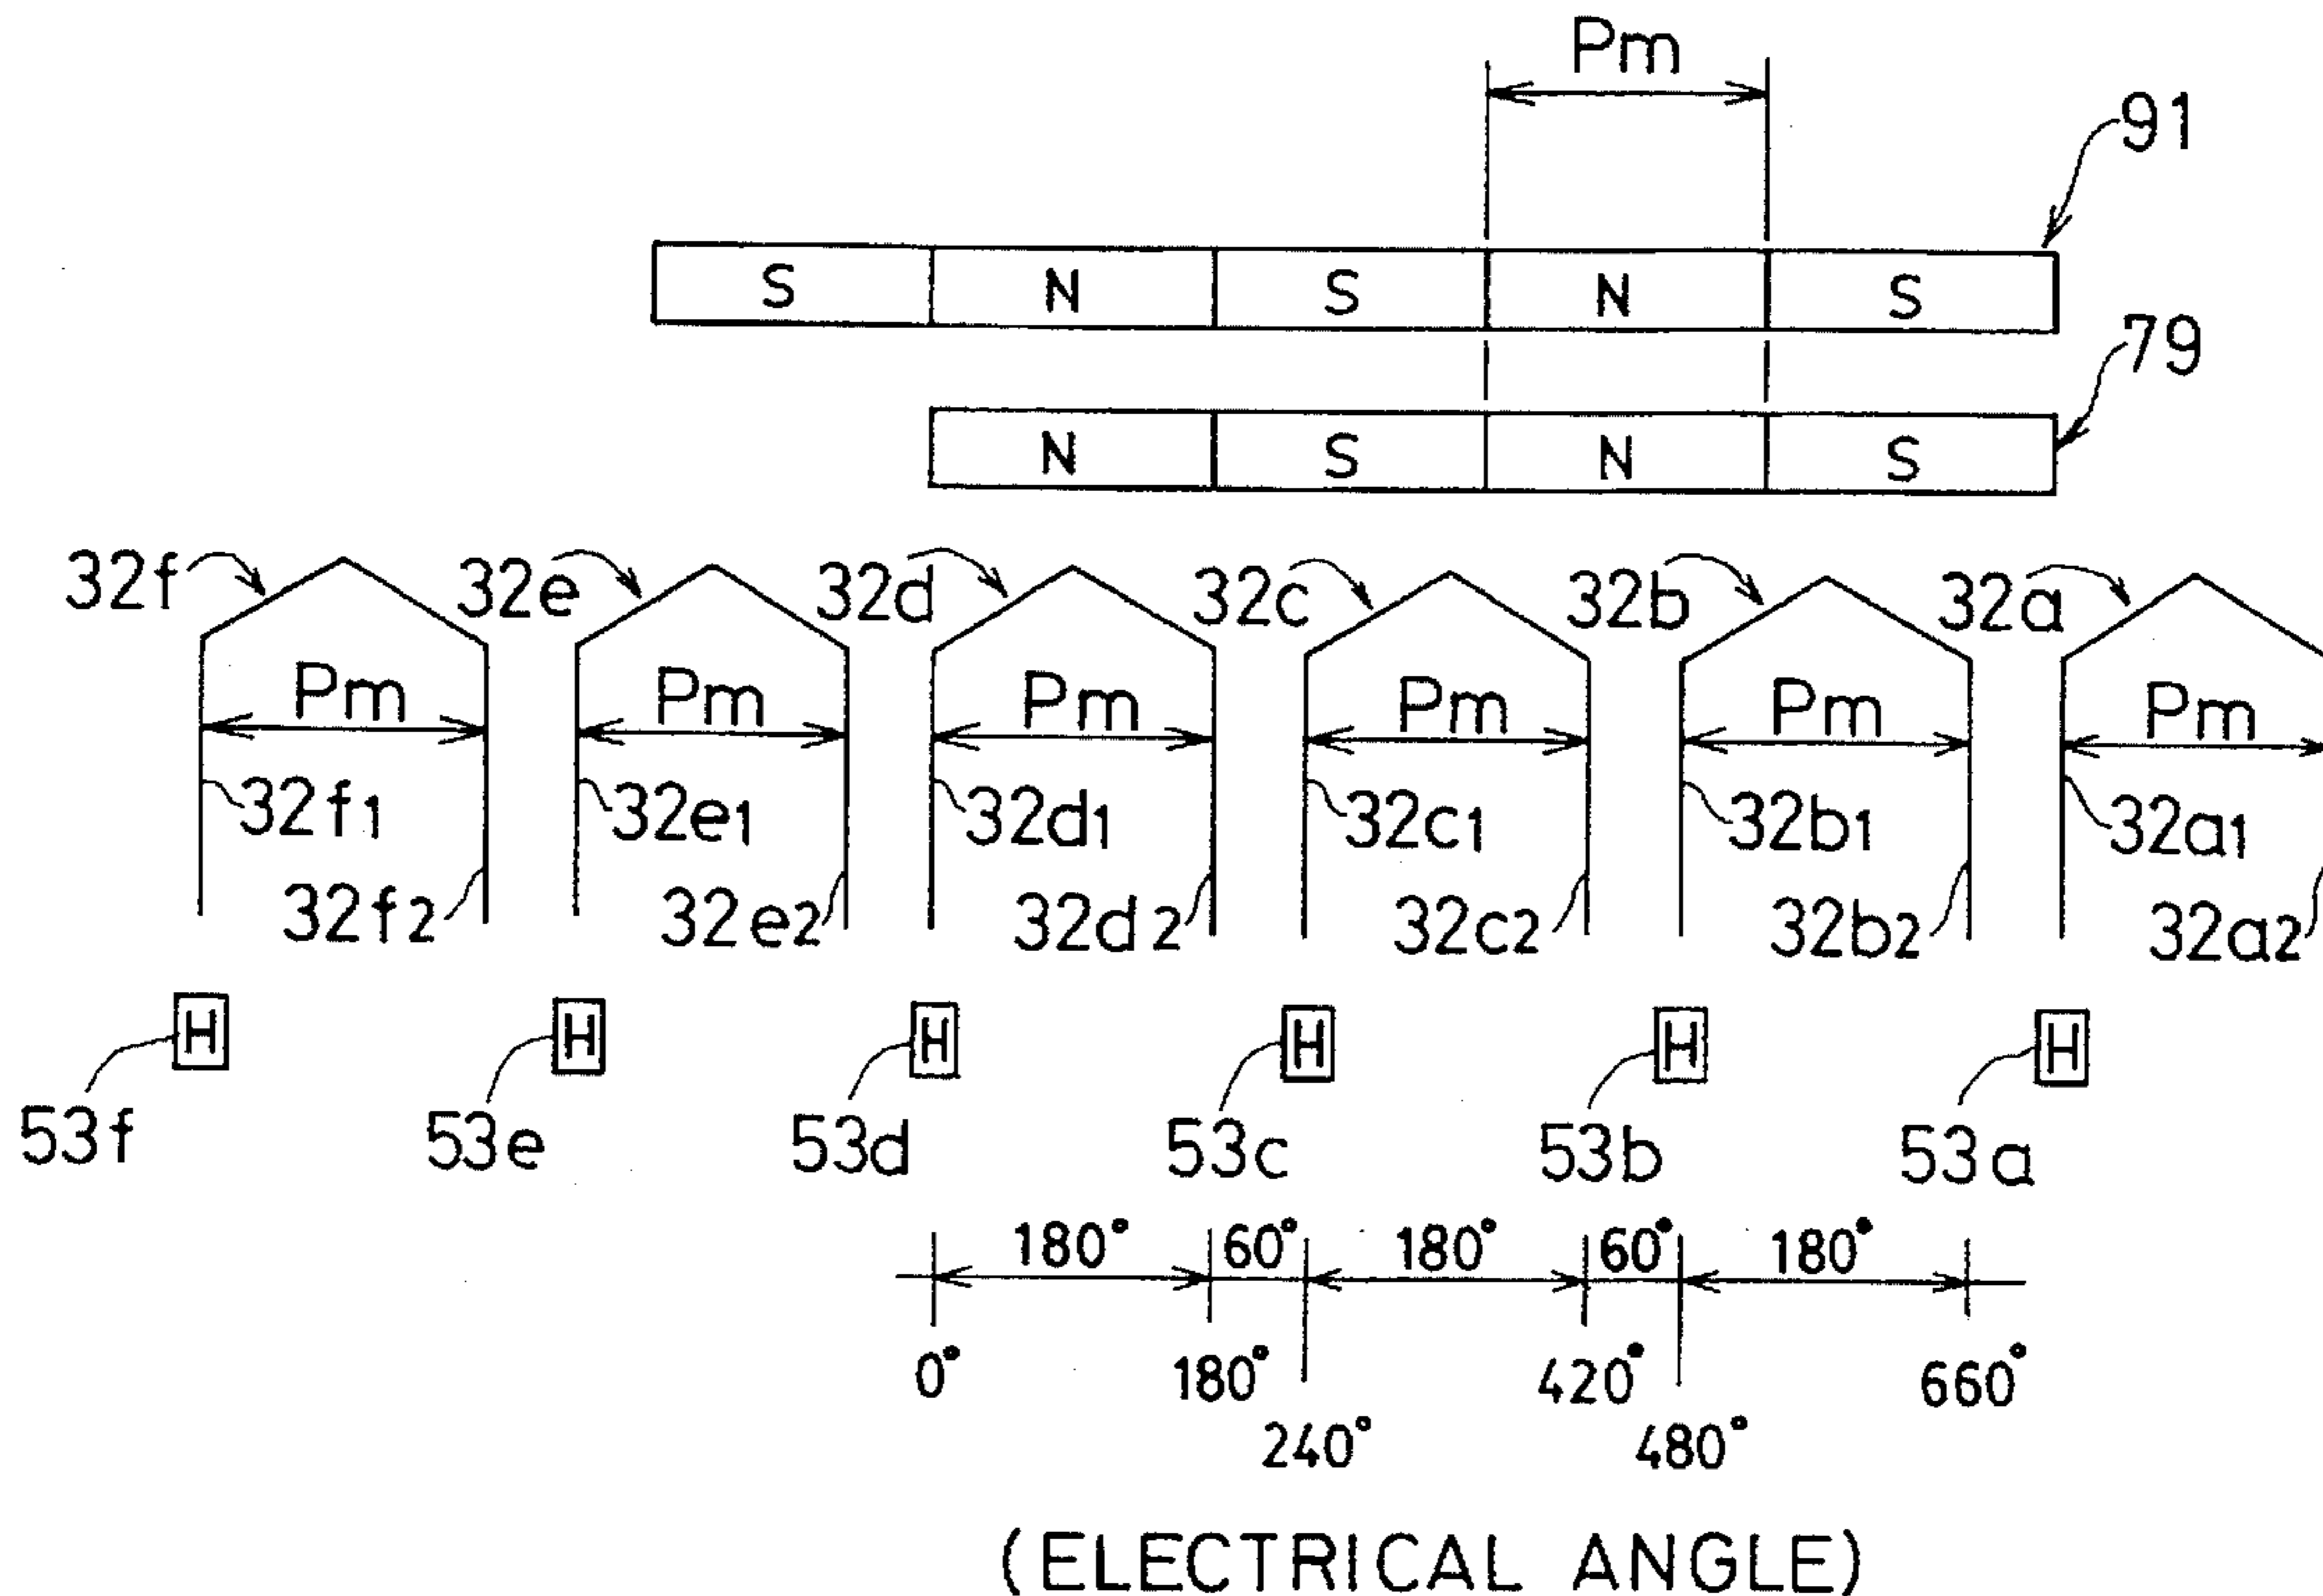 Pm
91
S N S N S
79
N S N S
32f 32e 32d 32c 32b 32a
Pm Pm Pm Pm Pm Pm
32f1 32e1 32d1 32c1 32b1 32a1
32f2 32e2 32d2 32c2 32b2 32a2
H H H H H H
53f 53e 53d 53c 53b 53a
180° 60° 180° 60° 180°
0° 180° 420° 660°
240° 480°
(ELECTRICAL ANGLE)